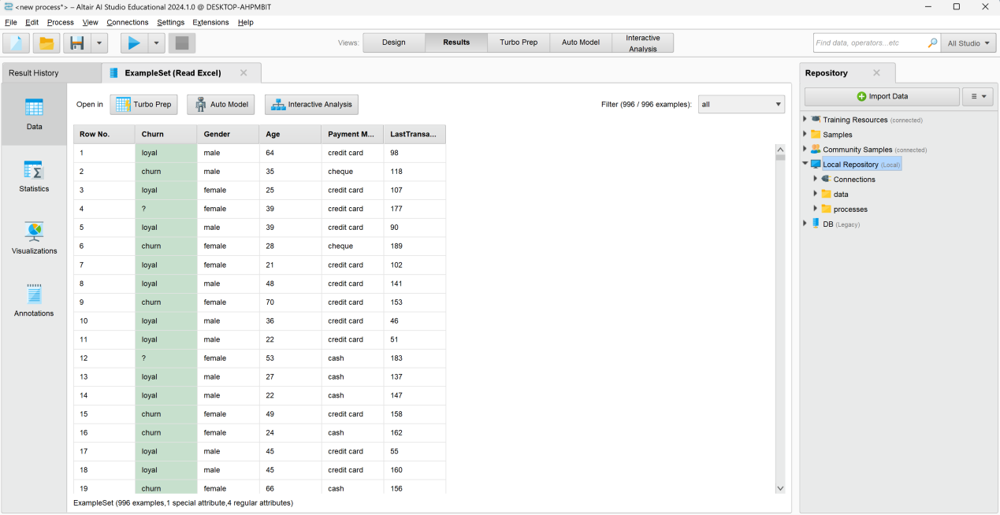 <new process*> – Altair AI Studio Educational 2024.1.0 @ DESKTOP-AHPMBIT
File Edit Process View Connections Settings Extensions Help
Views: Design Results Turbo Prep Auto Model Interactive Analysis
Find data, operators...etc All Studio
Result History ExampleSet (Read Excel)
Open in Turbo Prep Auto Model Interactive Analysis
Filter (996 / 996 examples): all
Data
Statistics
Visualizations
Annotations
Row No. Churn Gender Age Payment M... LastTransa...
1 loyal male 64 credit card 98
2 churn male 35 cheque 118
3 loyal female 25 credit card 107
4 ? female 39 credit card 177
5 loyal male 39 credit card 90
6 churn female 28 cheque 189
7 loyal female 21 credit card 102
8 loyal male 48 credit card 141
9 churn female 70 credit card 153
10 loyal male 36 credit card 46
11 loyal male 22 credit card 51
12 ? female 53 cash 183
13 loyal male 27 cash 137
14 loyal male 22 cash 147
15 churn female 49 credit card 158
16 churn female 24 cash 162
17 loyal male 45 credit card 55
18 loyal male 45 credit card 160
19 churn female 66 cash 156
ExampleSet (996 examples,1 special attribute,4 regular attributes)
Repository
Import Data
Training Resources (connected)
Samples
Community Samples (connected)
Local Repository (Local)
Connections
data
processes
DB (Legacy)